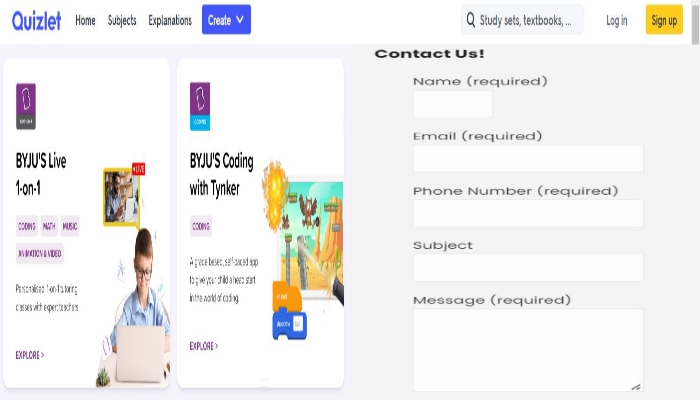 Quizlet Home Subjects Explanations Create Study sets, textbooks, ... Log in Sign up
BYJU'S Live
1-on-1
LIVE
CODING MATH MUSIC
ANIMATION & VIDEO
Personalised 1-on-1 tutoring
classes with expert teachers
EXPLORE >
BYJU'S Coding
with Tynker
CODING
A grade based, self-paced app
to give your child a head start
in the world of coding.
EXPLORE >
Contact Us!
Name (required)
Email (required)
Phone Number (required)
Subject
Message (required)